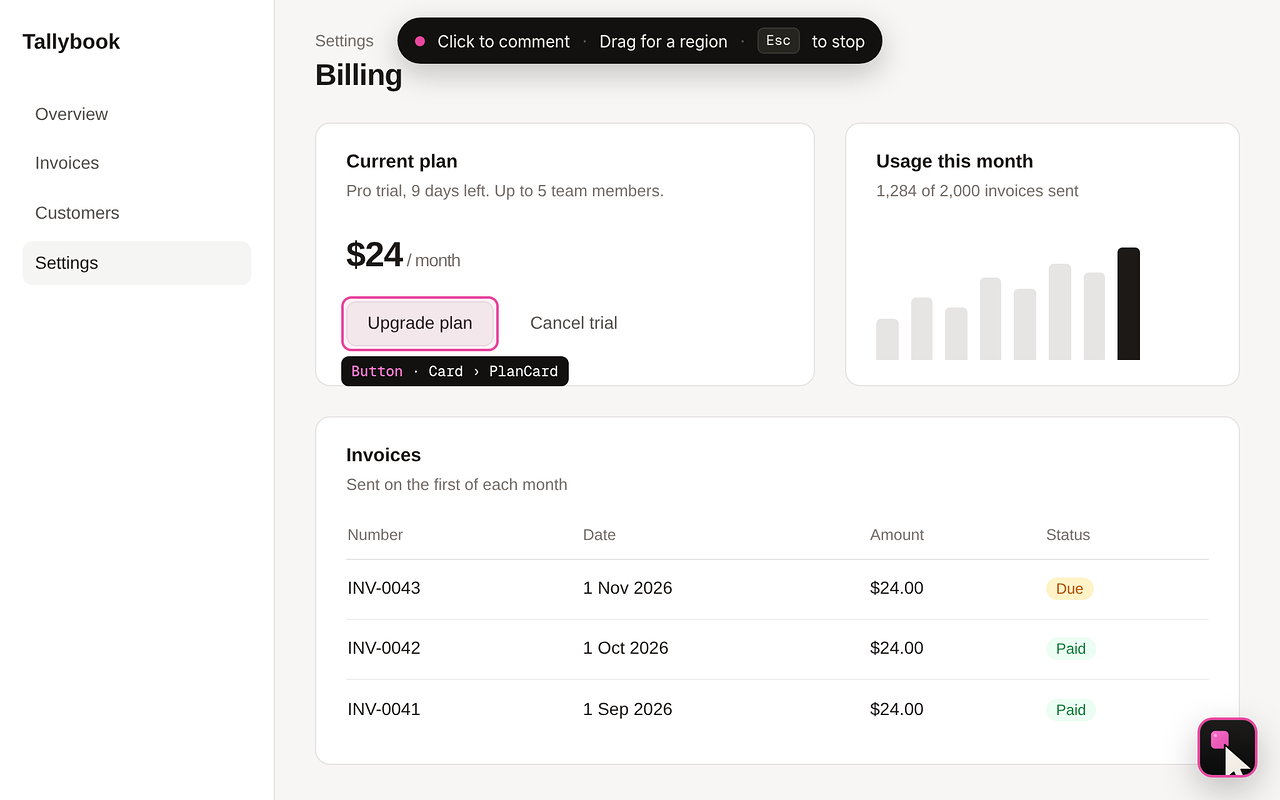 Tallybook
Overview
Invoices
Customers
Settings
Settings
Click to comment · Drag for a region · Esc to stop
Billing
Current plan
Pro trial, 9 days left. Up to 5 team members.
$24 / month
Upgrade plan
Cancel trial
Button · Card › PlanCard
Usage this month
1,284 of 2,000 invoices sent
Invoices
Sent on the first of each month
Number Date Amount Status
INV-0043 1 Nov 2026 $24.00 Due
INV-0042 1 Oct 2026 $24.00 Paid
INV-0041 1 Sep 2026 $24.00 Paid